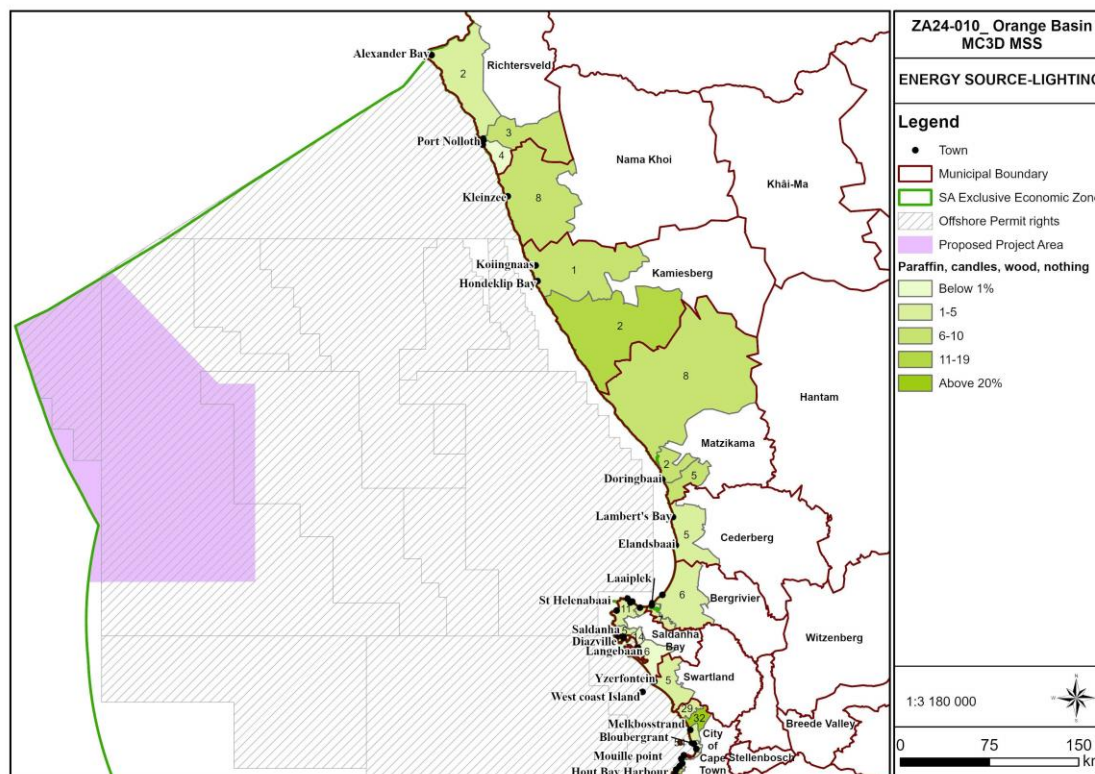 ZA24-010_ Orange Basin
MC3D MSS
ENERGY SOURCE-LIGHTING
Legend
Town
Municipal Boundary
SA Exclusive Economic Zone
Offshore Permit rights
Proposed Project Area
Paraffin, candles, wood, nothing
Below 1%
1-5
6-10
11-19
Above 20%
1:3 180 000
N
W
E
S
0 75 150
km
Alexander Bay
Richtersveld
2
3
Port Nolloth
4
Nama Khoi
Khâi-Ma
Kleinzee
8
Koiingnaas
1
Kamiesberg
Hondeklip Bay
2
8
Hantam
Matzikama
2
5
Doringbaai
Lambert's Bay
5
Cederberg
Elandsbaai
Laaiplek
6
Bergrivier
St Helenabaai
11
Witzenberg
Saldanha
Saldanha
Bay
Diazville
14
Langebaan
6
Yzerfontein
5
Swartland
West coast Island
29
32
Melkbosstrand
Breede Valley
Bloubergrant
City
of
Cape
Town
Mouille point
Stellenbosch
Hout Bay Harbour